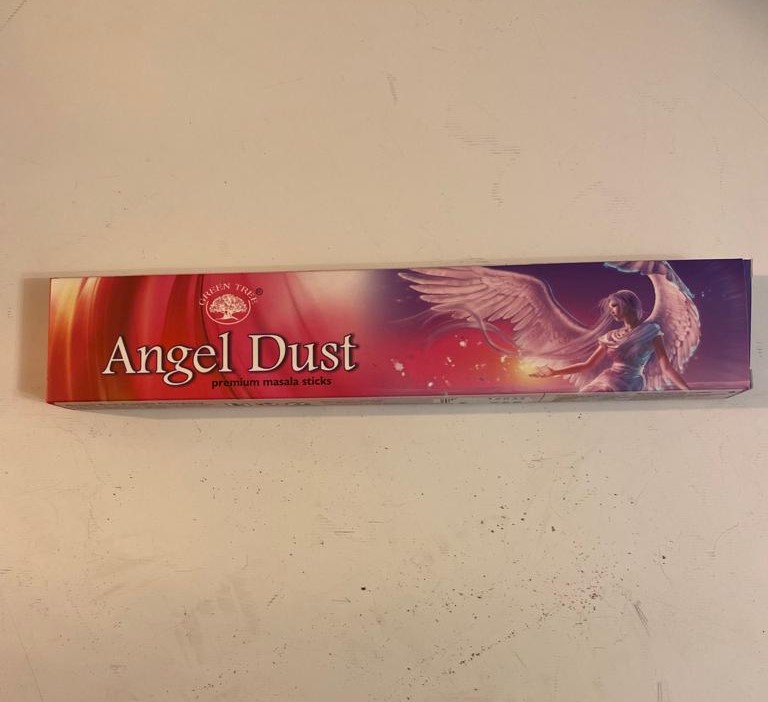 GREEN TREE®
Angel Dust
premium masala sticks